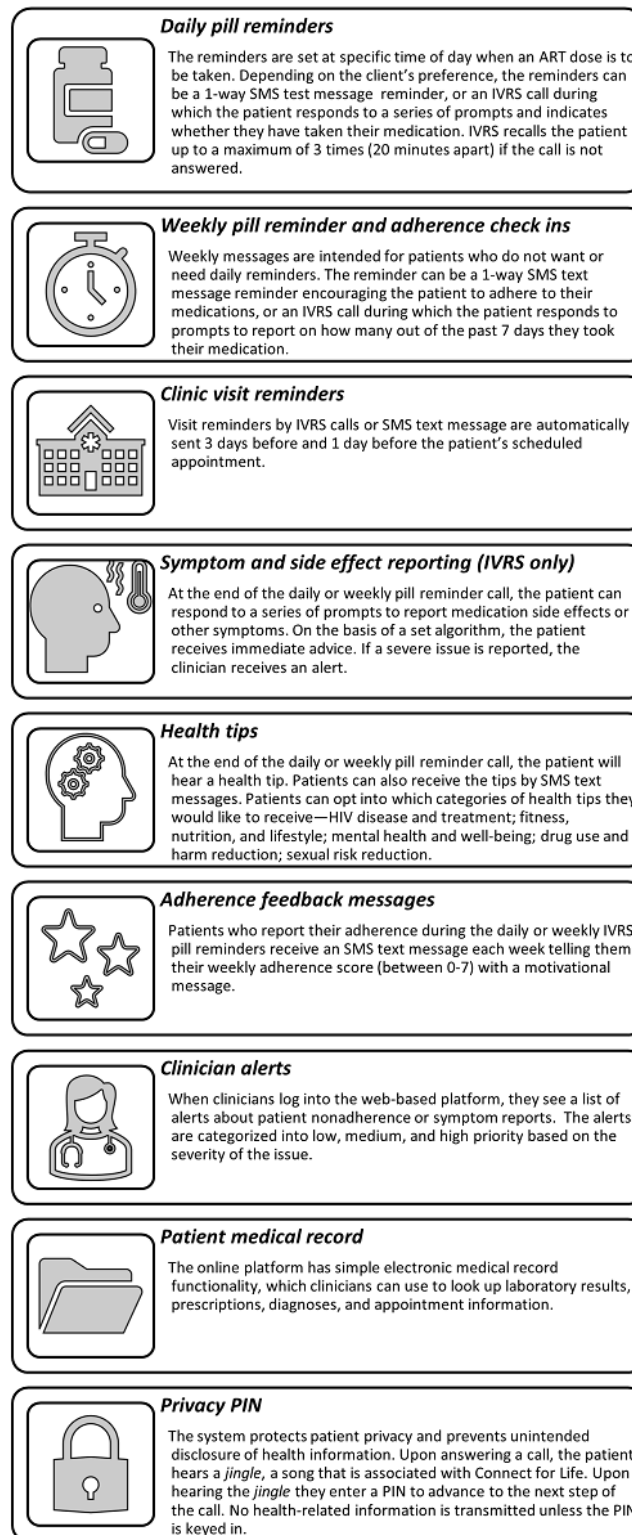 Daily pill reminders
The reminders are set at specific time of day when an ART dose is to
be taken. Depending on the client's preference, the reminders can
be a 1-way SMS test message reminder, or an IVRS call during
which the patient responds to a series of prompts and indicates
whether they have taken their medication. IVRS recalls the patient
up to a maximum of 3 times (20 minutes apart) if the call is not
answered.
Weekly pill reminder and adherence check ins
Weekly messages are intended for patients who do not want or
need daily reminders. The reminder can be a 1-way SMS text
message reminder encouraging the patient to adhere to their
medications, or an IVRS call during which the patient responds to
prompts to report on how many out of the past 7 days they took
their medication.
Clinic visit reminders
Visit reminders by IVRS calls or SMS text message are automatically
sent 3 days before and 1 day before the patient's scheduled
appointment.
Symptom and side effect reporting (IVRS only)
At the end of the daily or weekly pill reminder call, the patient can
respond to a series of prompts to report medication side effects or
other symptoms. On the basis of a set algorithm, the patient
receives immediate advice. If a severe issue is reported, the
clinician receives an alert.
Health tips
At the end of the daily or weekly pill reminder call, the patient will
hear a health tip. Patients can also receive the tips by SMS text
messages. Patients can opt into which categories of health tips they
would like to receive—HIV disease and treatment; fitness,
nutrition, and lifestyle; mental health and well-being; drug use and
harm reduction; sexual risk reduction.
Adherence feedback messages
Patients who report their adherence during the daily or weekly IVRS
pill reminders receive an SMS text message each week telling them
their weekly adherence score (between 0-7) with a motivational
message.
Clinician alerts
When clinicians log into the web-based platform, they see a list of
alerts about patient nonadherence or symptom reports. The alerts
are categorized into low, medium, and high priority based on the
severity of the issue.
Patient medical record
The online platform has simple electronic medical record
functionality, which clinicians can use to look up laboratory results,
prescriptions, diagnoses, and appointment information.
Privacy PIN
The system protects patient privacy and prevents unintended
disclosure of health information. Upon answering a call, the patient
hears a jingle, a song that is associated with Connect for Life. Upon
hearing the jingle they enter a PIN to advance to the next step of
the call. No health-related information is transmitted unless the PIN
is keyed in.